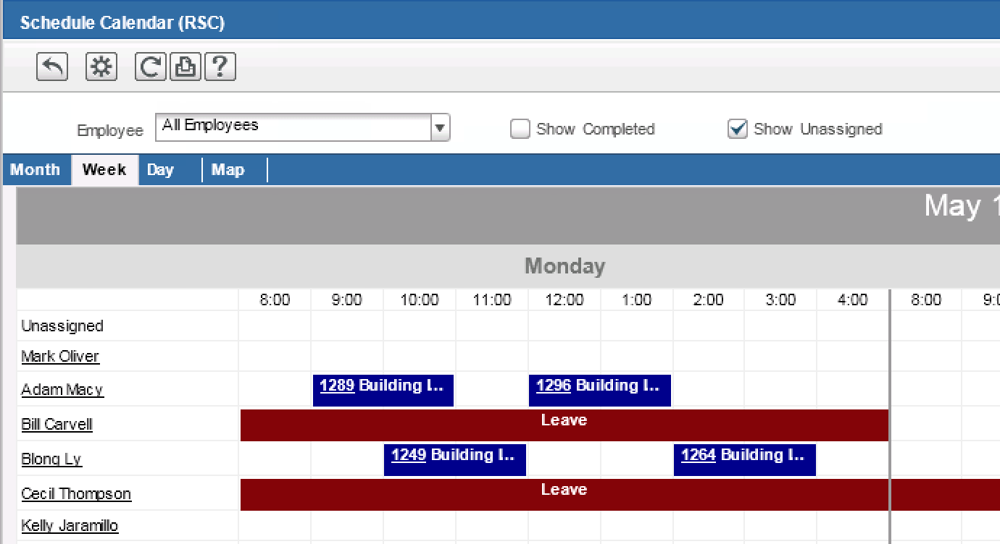 Schedule Calendar (RSC)
Employee All Employees Show Completed Show Unassigned
Month Week Day Map
May 1
Monday
8:00 9:00 10:00 11:00 12:00 1:00 2:00 3:00 4:00 8:00 9:0
Unassigned
Mark Oliver
Adam Macy 1289 Building I.. 1296 Building I..
Bill Carvell Leave
Blong Ly 1249 Building I.. 1264 Building I..
Cecil Thompson Leave
Kelly Jaramillo